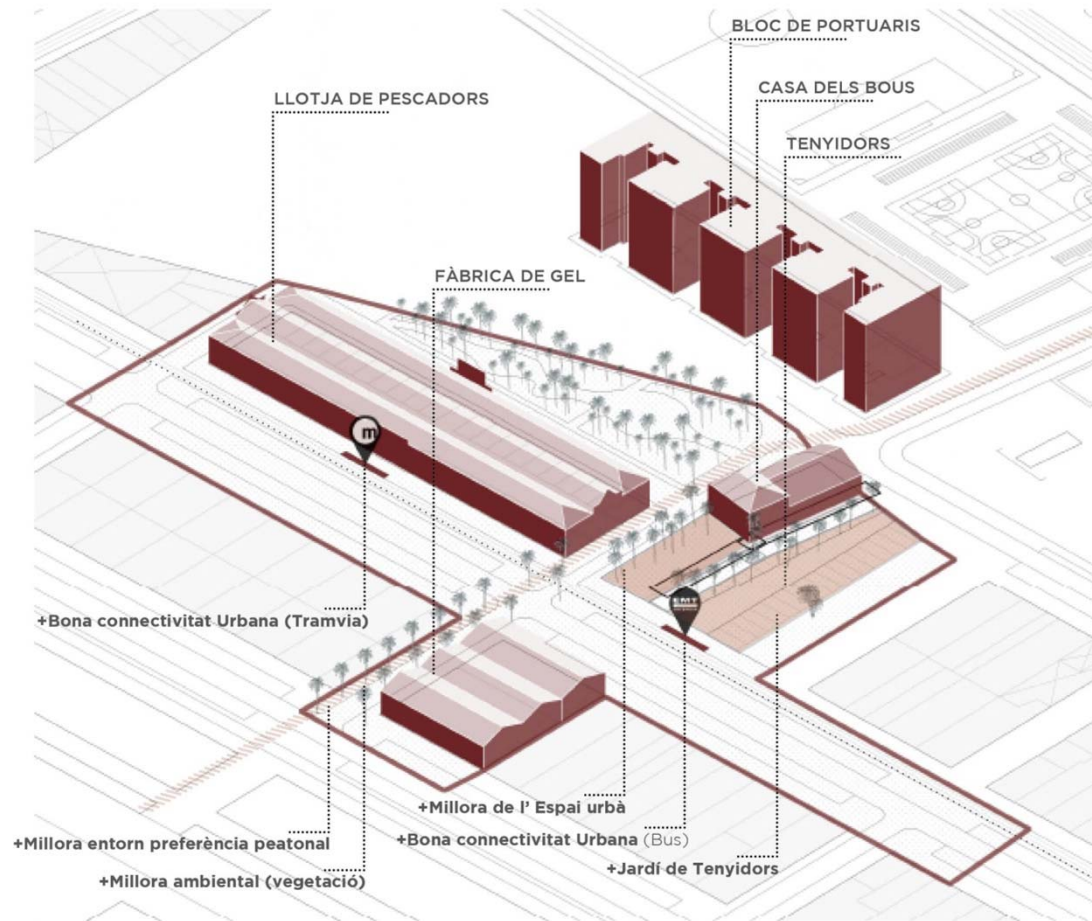 BLOC DE PORTUARIS
CASA DELS BOUS
LLOTJA DE PESCADORS
TENYIDORS
FÀBRICA DE GEL
m
EMT
+Bona connectivitat Urbana (Tramvia)
+Millora de l' Espai urbà
+Bona connectivitat Urbana (Bus)
+Millora entorn preferència peatonal
+Jardí de Tenyidors
+Millora ambiental (vegetació)